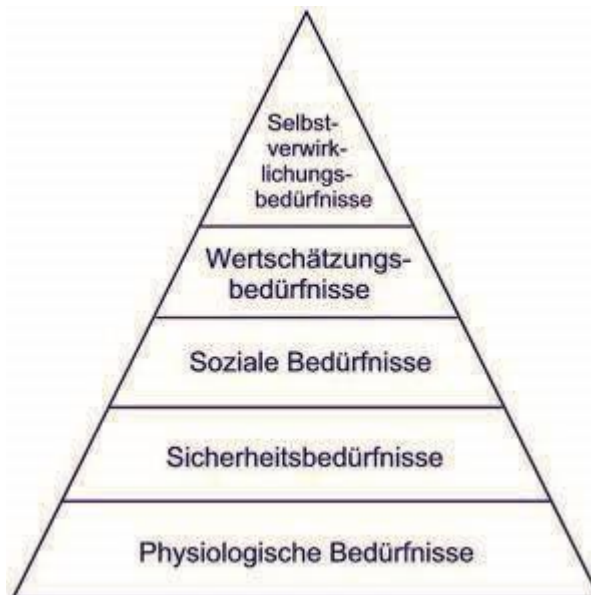 Selbst-
verwirk-
lichungs-
bedürfnisse
Wertschätzungs-
bedürfnisse
Soziale Bedürfnisse
Sicherheitsbedürfnisse
Physiologische Bedürfnisse